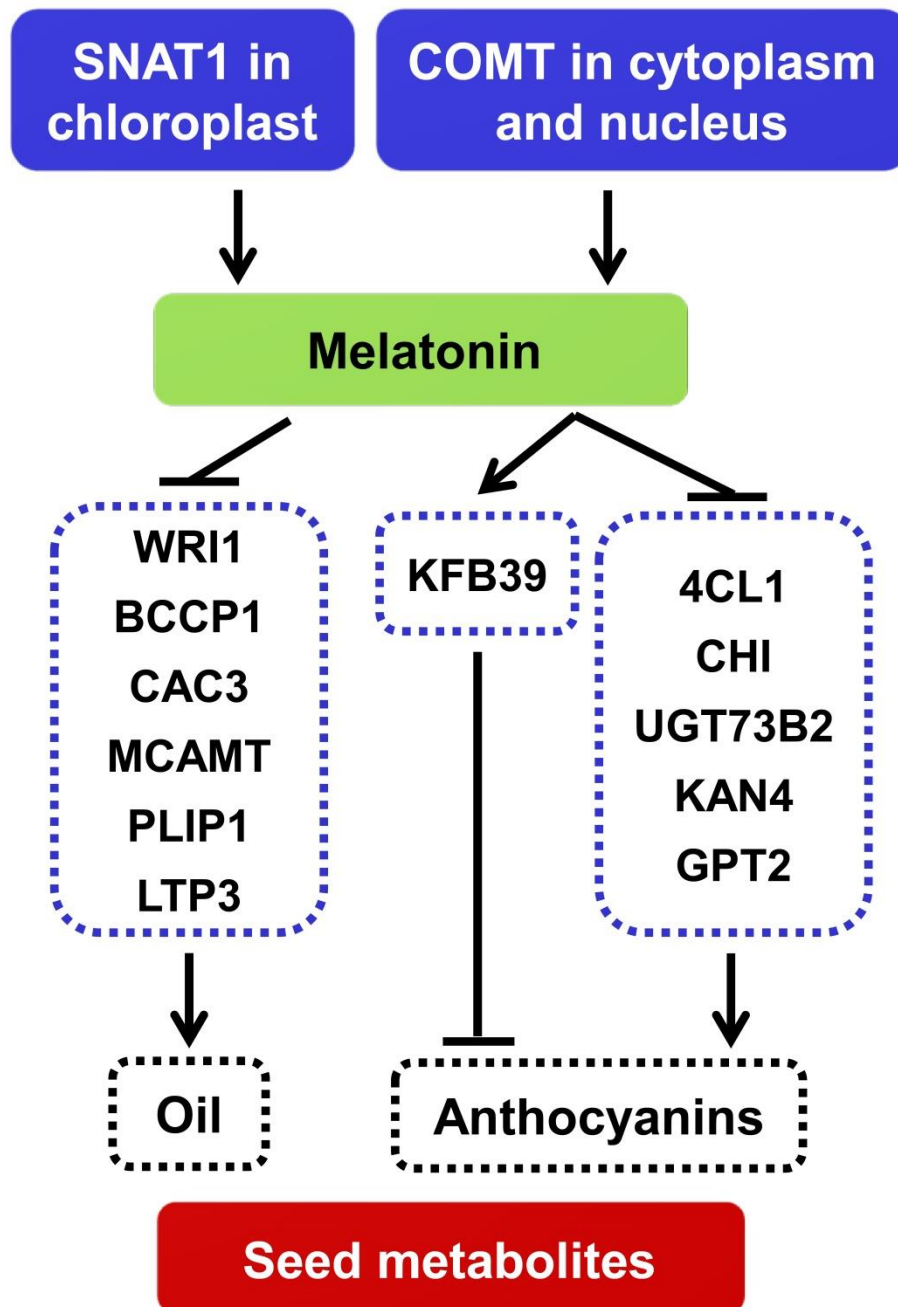 SNAT1 in
chloroplast
COMT in cytoplasm
and nucleus
Melatonin
WRI1
BCCP1
CAC3
MCAMT
PLIP1
LTP3
KFB39
4CL1
CHI
UGT73B2
KAN4
GPT2
Oil
Anthocyanins
Seed metabolites